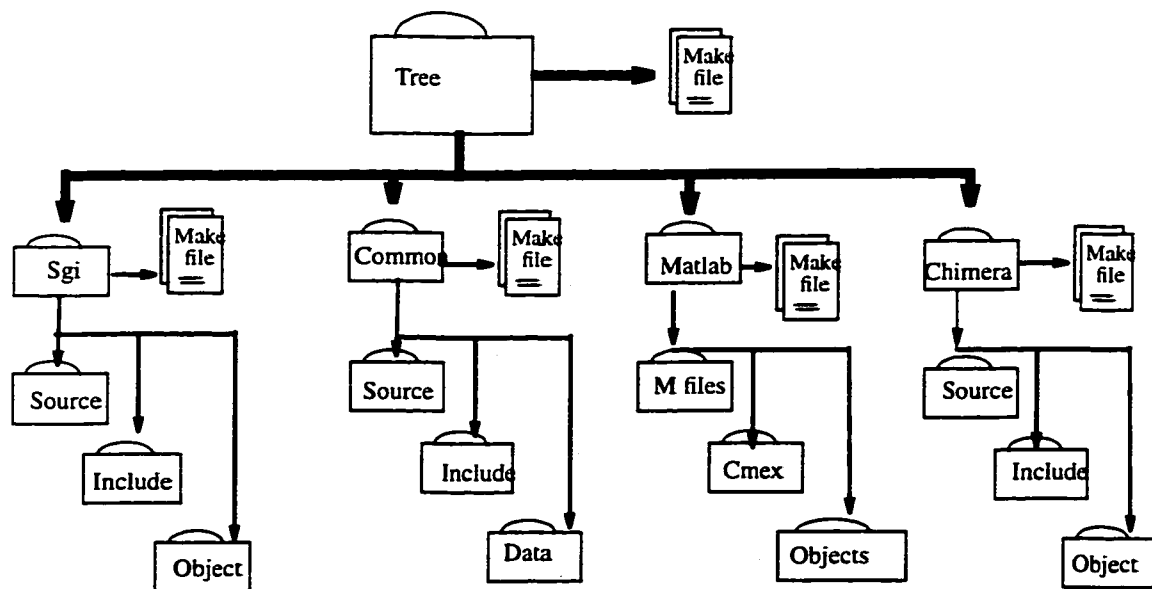 Tree
Make
file
Sgi
Make
file
Common
Make
file
Matlab
Make
file
Chimera
Make
file
Source
Include
Object
Source
Include
Data
M files
Cmex
Objects
Source
Include
Object